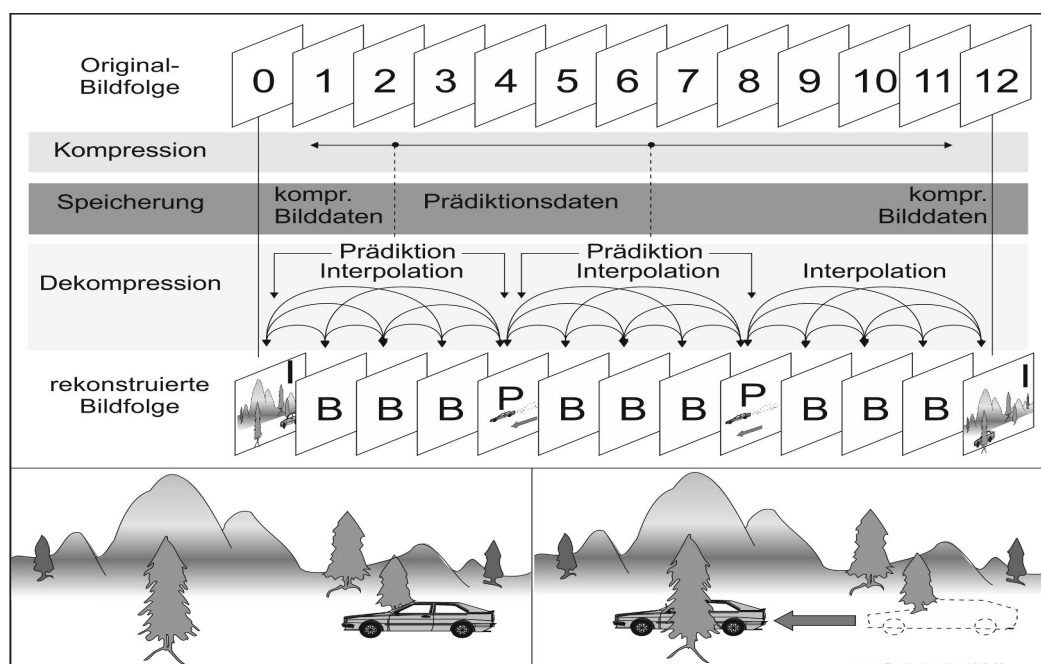 Original-
Bildfolge
0 1 2 3 4 5 6 7 8 9 10 11 12
Kompression
Speicherung
kompr.
Bilddaten
Prädiktionsdaten
kompr.
Bilddaten
Dekompression
Prädiktion
Interpolation
Prädiktion
Interpolation
Interpolation
rekonstruierte
Bildfolge
I B B B P B B B P B B B I